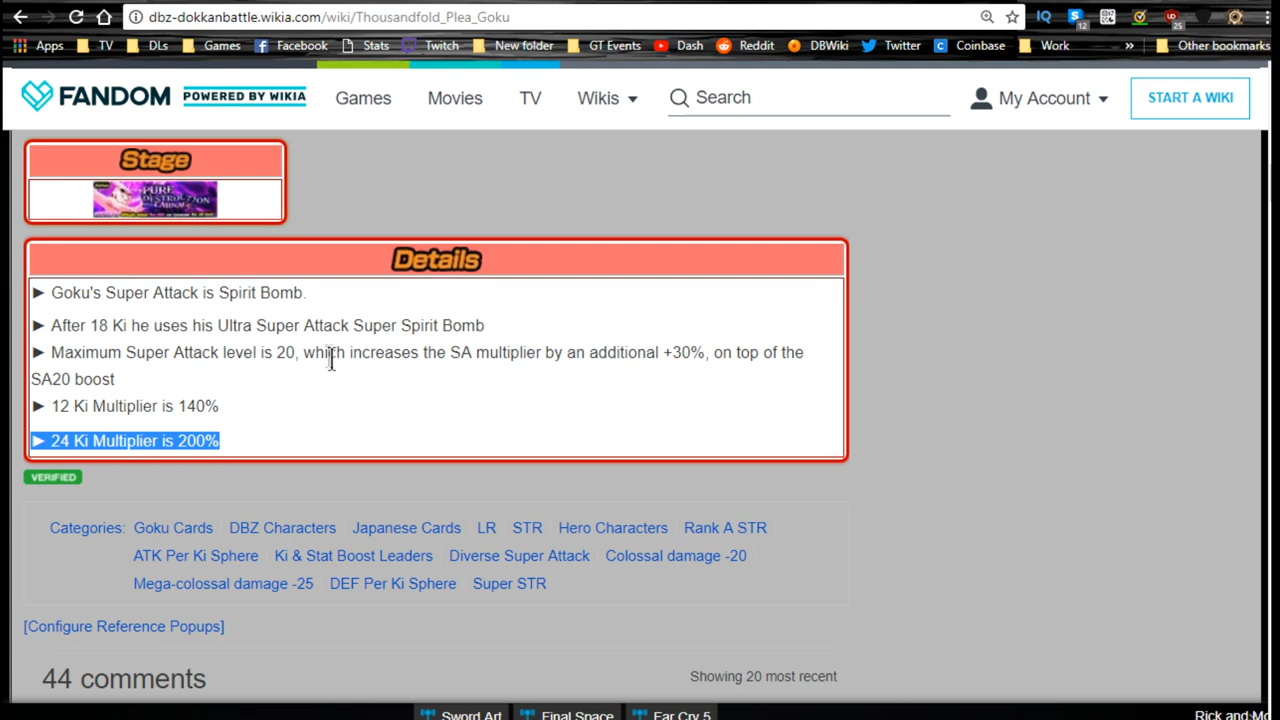 dbz-dokkanbattle.wikia.com/wiki/Thousandfold_Plea_Goku
IQ 12 UD 25
Apps TV DLs Games Facebook Stats Twitch New folder GT Events Dash Reddit DBWiki Twitter Coinbase Work » Other bookmarks
FANDOM POWERED BY WIKIA Games Movies TV Wikis Search My Account START A WIKI
Stage
PURE
Details
► Goku's Super Attack is Spirit Bomb.
► After 18 Ki he uses his Ultra Super Attack Super Spirit Bomb
► Maximum Super Attack level is 20, which increases the SA multiplier by an additional +30%, on top of the
SA20 boost
► 12 Ki Multiplier is 140%
► 24 Ki Multiplier is 200%
VERIFIED
Categories: Goku Cards DBZ Characters Japanese Cards LR STR Hero Characters Rank A STR
ATK Per Ki Sphere Ki & Stat Boost Leaders Diverse Super Attack Colossal damage -20
Mega-colossal damage -25 DEF Per Ki Sphere Super STR
[Configure Reference Popups]
44 comments Showing 20 most recent
Sword Art Final Space Far Cry 5 Rick and Mo